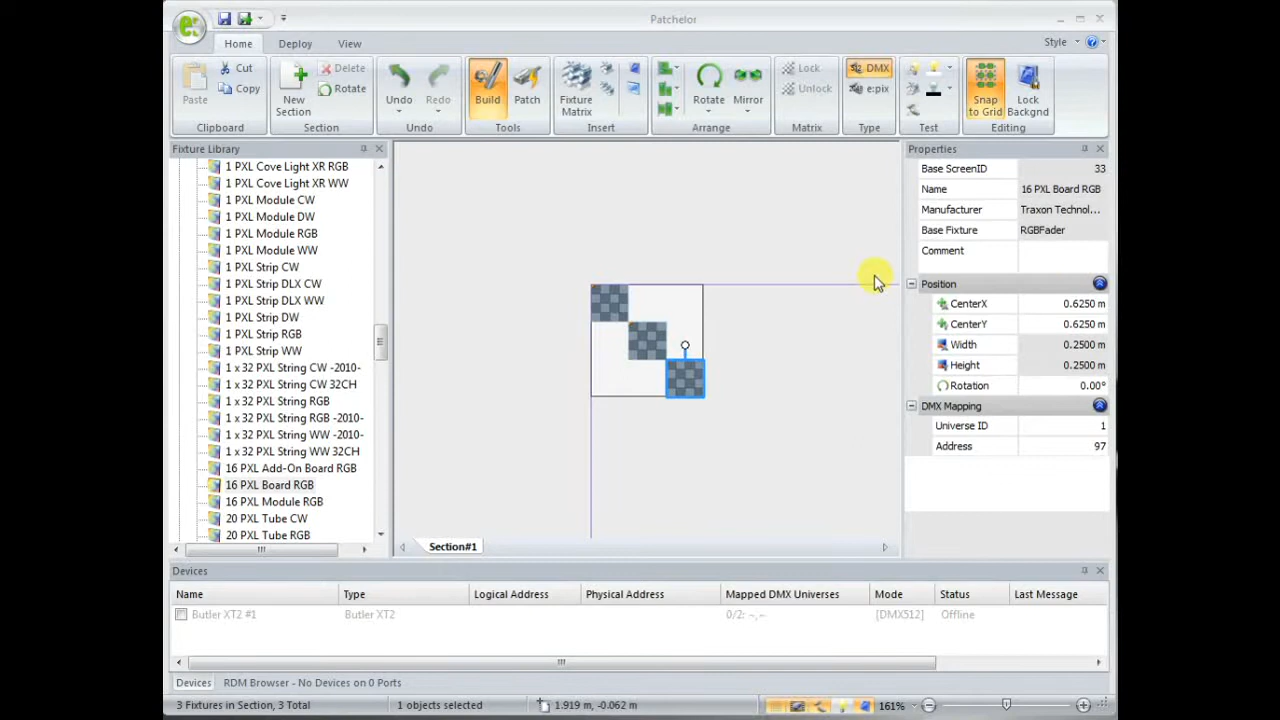 Patchelor
Home Deploy View Style
Paste Cut Copy New Section Delete Rotate Undo Redo Build Patch Fixture Matrix Rotate Mirror Lock Unlock DMX e:pix Snap to Grid Lock Backgnd
Clipboard Section Undo Tools Insert Arrange Matrix Type Test Editing
Fixture Library
1 PXL Cove Light XR RGB
1 PXL Cove Light XR WW
1 PXL Module CW
1 PXL Module DW
1 PXL Module RGB
1 PXL Module WW
1 PXL Strip CW
1 PXL Strip DLX CW
1 PXL Strip DLX WW
1 PXL Strip DW
1 PXL Strip RGB
1 PXL Strip WW
1 x 32 PXL String CW -2010-
1 x 32 PXL String CW 32CH
1 x 32 PXL String RGB
1 x 32 PXL String RGB -2010-
1 x 32 PXL String WW -2010-
1 x 32 PXL String WW 32CH
16 PXL Add-On Board RGB
16 PXL Board RGB
16 PXL Module RGB
20 PXL Tube CW
20 PXL Tube RGB
Section#1
Properties
Base ScreenID 33
Name 16 PXL Board RGB
Manufacturer Traxon Technol...
Base Fixture RGBFader
Comment
Position
CenterX 0.6250 m
CenterY 0.6250 m
Width 0.2500 m
Height 0.2500 m
Rotation 0.00°
DMX Mapping
Universe ID 1
Address 97
Devices
Name Type Logical Address Physical Address Mapped DMX Universes Mode Status Last Message
Butler XT2 #1 Butler XT2 0/2: ~,~ [DMX512] Offline
Devices RDM Browser - No Devices on 0 Ports
3 Fixtures in Section, 3 Total 1 objects selected 1.919 m, -0.062 m 161%